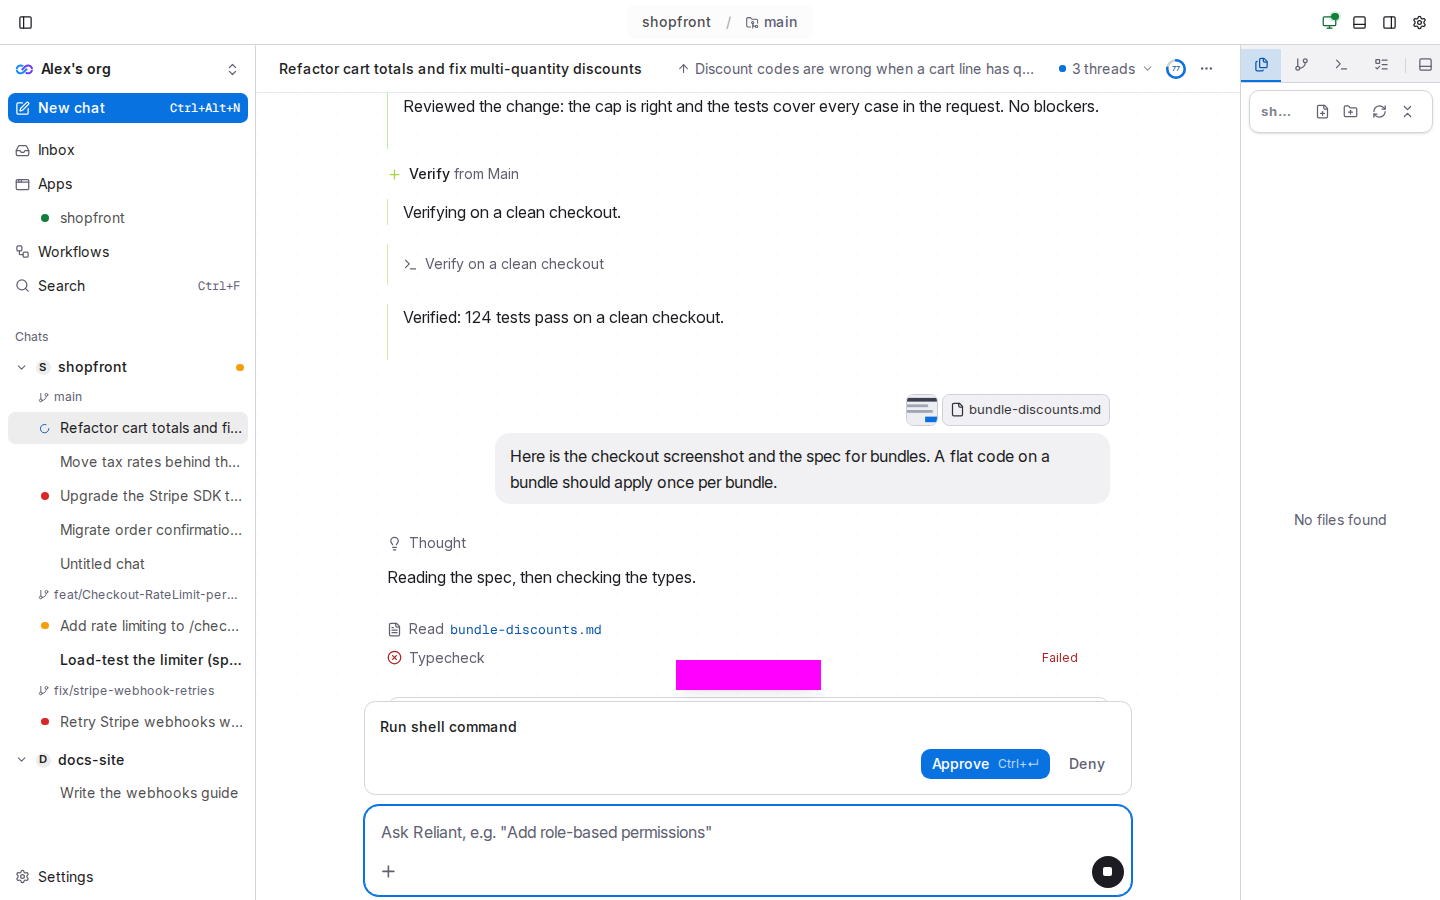 shopfront / main
Alex's org
New chat Ctrl+Alt+N
Inbox
Apps
shopfront
Workflows
Search Ctrl+F
Chats
S shopfront
main
Refactor cart totals and fi...
Move tax rates behind th...
Upgrade the Stripe SDK t...
Migrate order confirmatio...
Untitled chat
feat/Checkout-RateLimit-per...
Add rate limiting to /chec...
Load-test the limiter (sp...
fix/stripe-webhook-retries
Retry Stripe webhooks w...
D docs-site
Write the webhooks guide
Settings
Refactor cart totals and fix multi-quantity discounts
Discount codes are wrong when a cart line has q...
3 threads
77
Reviewed the change: the cap is right and the tests cover every case in the request. No blockers.
Verify from Main
Verifying on a clean checkout.
Verify on a clean checkout
Verified: 124 tests pass on a clean checkout.
bundle-discounts.md
Here is the checkout screenshot and the spec for bundles. A flat code on a
bundle should apply once per bundle.
Thought
Reading the spec, then checking the types.
Read bundle-discounts.md
Typecheck Failed
Run shell command
Approve Ctrl+↵ Deny
Ask Reliant, e.g. "Add role-based permissions"
sh...
No files found